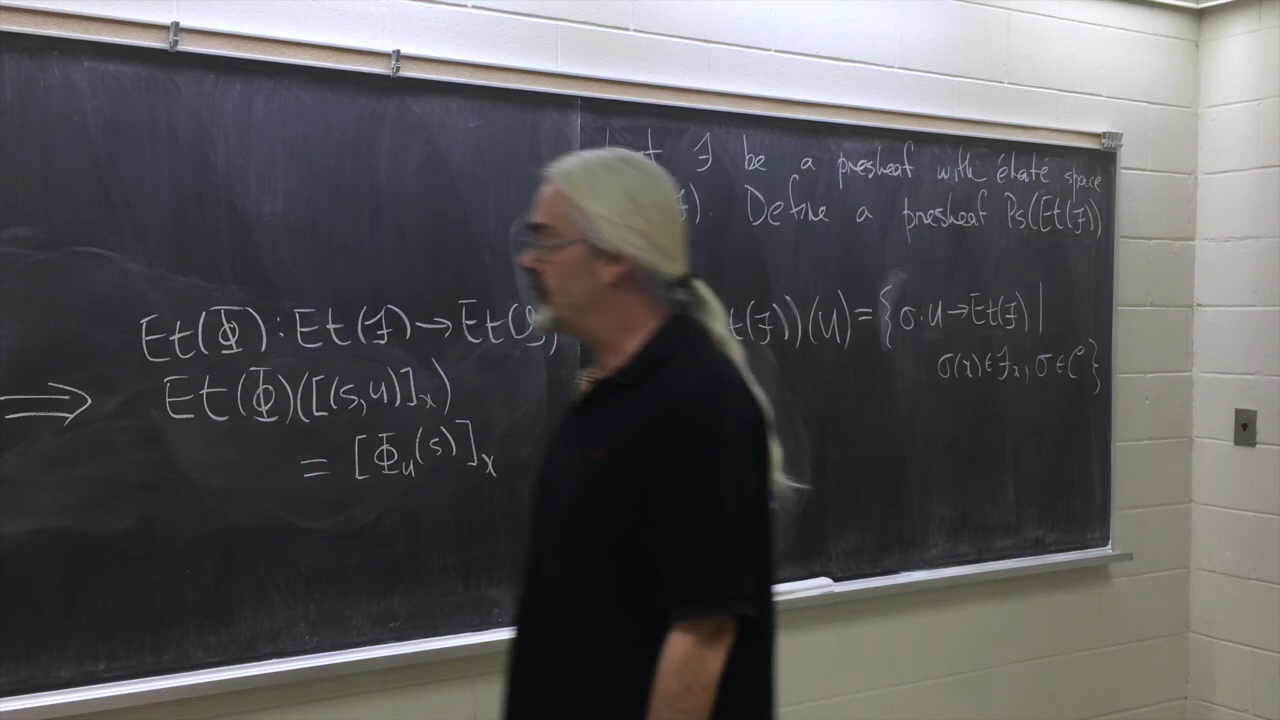 Et(Φ):Et(ℱ)→Et(𝒢)
Et(Φ)([(s,u)]ₓ)
= [Φᵤ(s)]ₓ
⟹
ℱ be a presheaf with étalé space
ℱ). Define a presheaf Ps(Et(ℱ))
t(ℱ))(U)={σ:U→Et(ℱ)|
σ(x)∈ℱₓ, σ∈C}